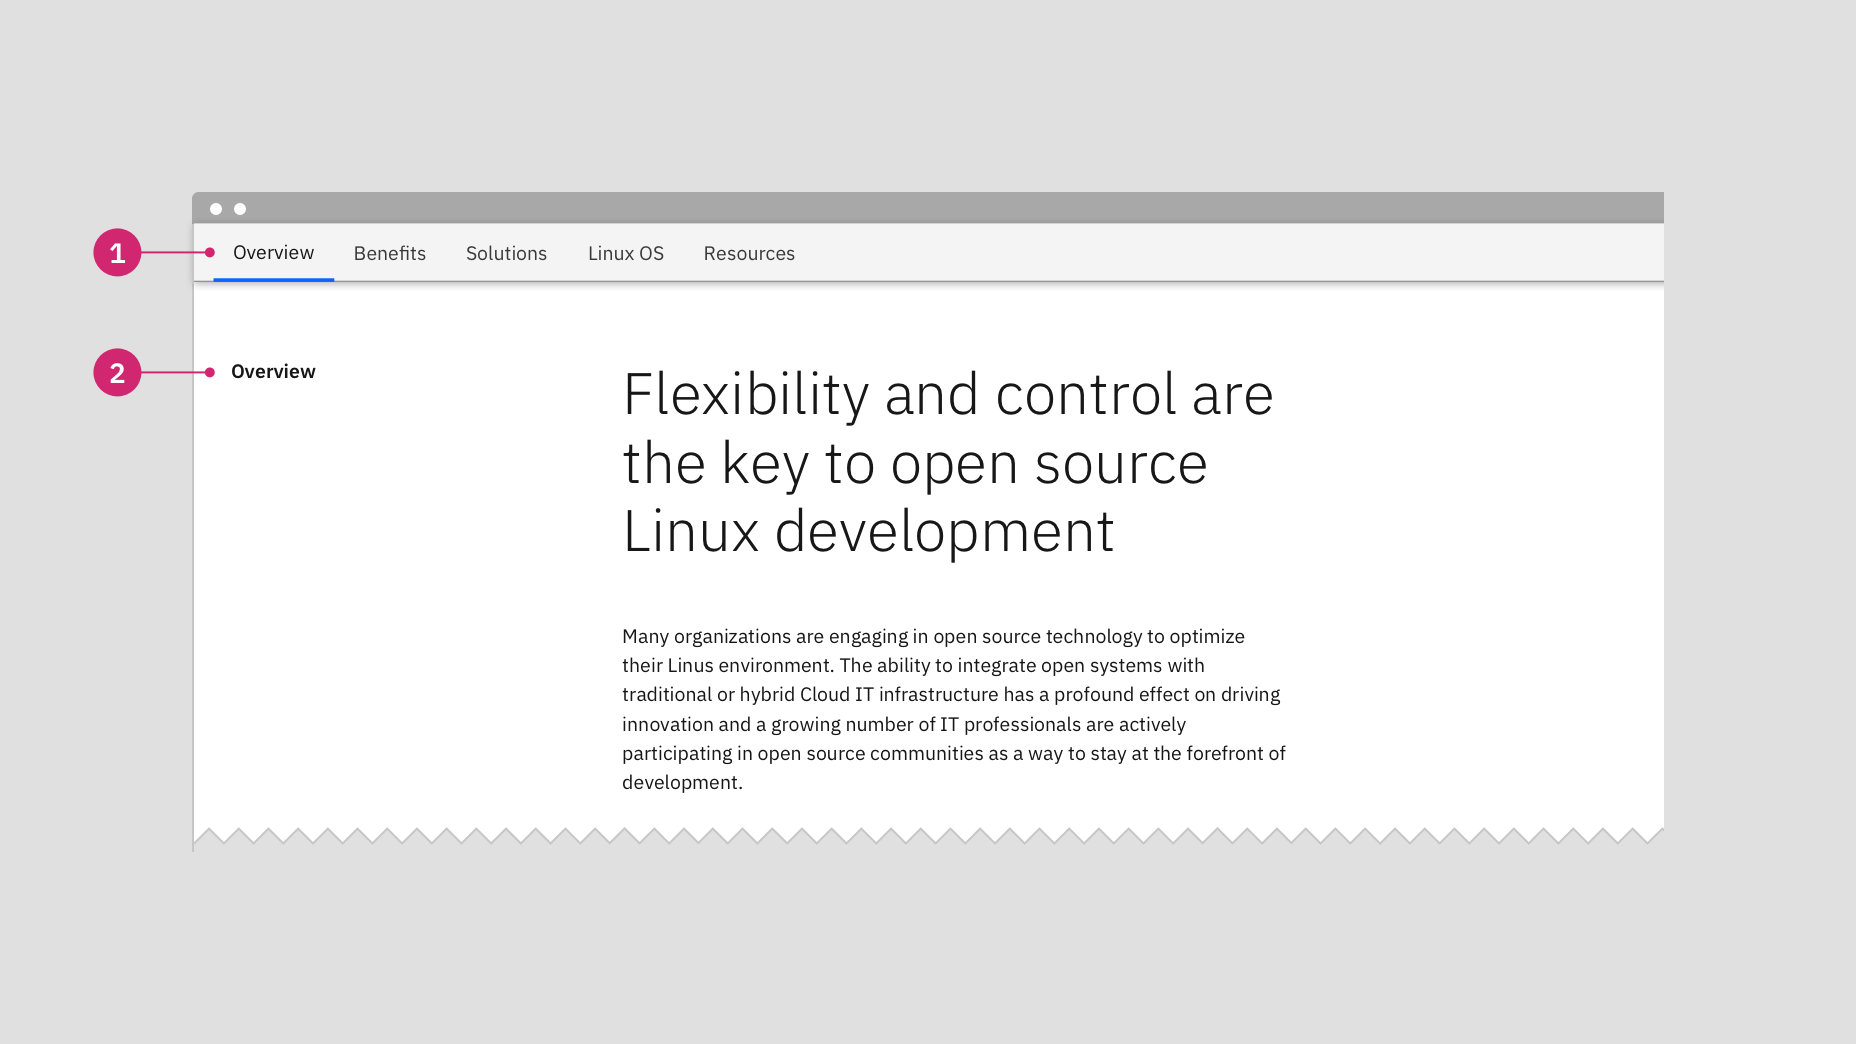 1
Overview Benefits Solutions Linux OS Resources
2
Overview
Flexibility and control are
the key to open source
Linux development
Many organizations are engaging in open source technology to optimize
their Linus environment. The ability to integrate open systems with
traditional or hybrid Cloud IT infrastructure has a profound effect on driving
innovation and a growing number of IT professionals are actively
participating in open source communities as a way to stay at the forefront of
development.